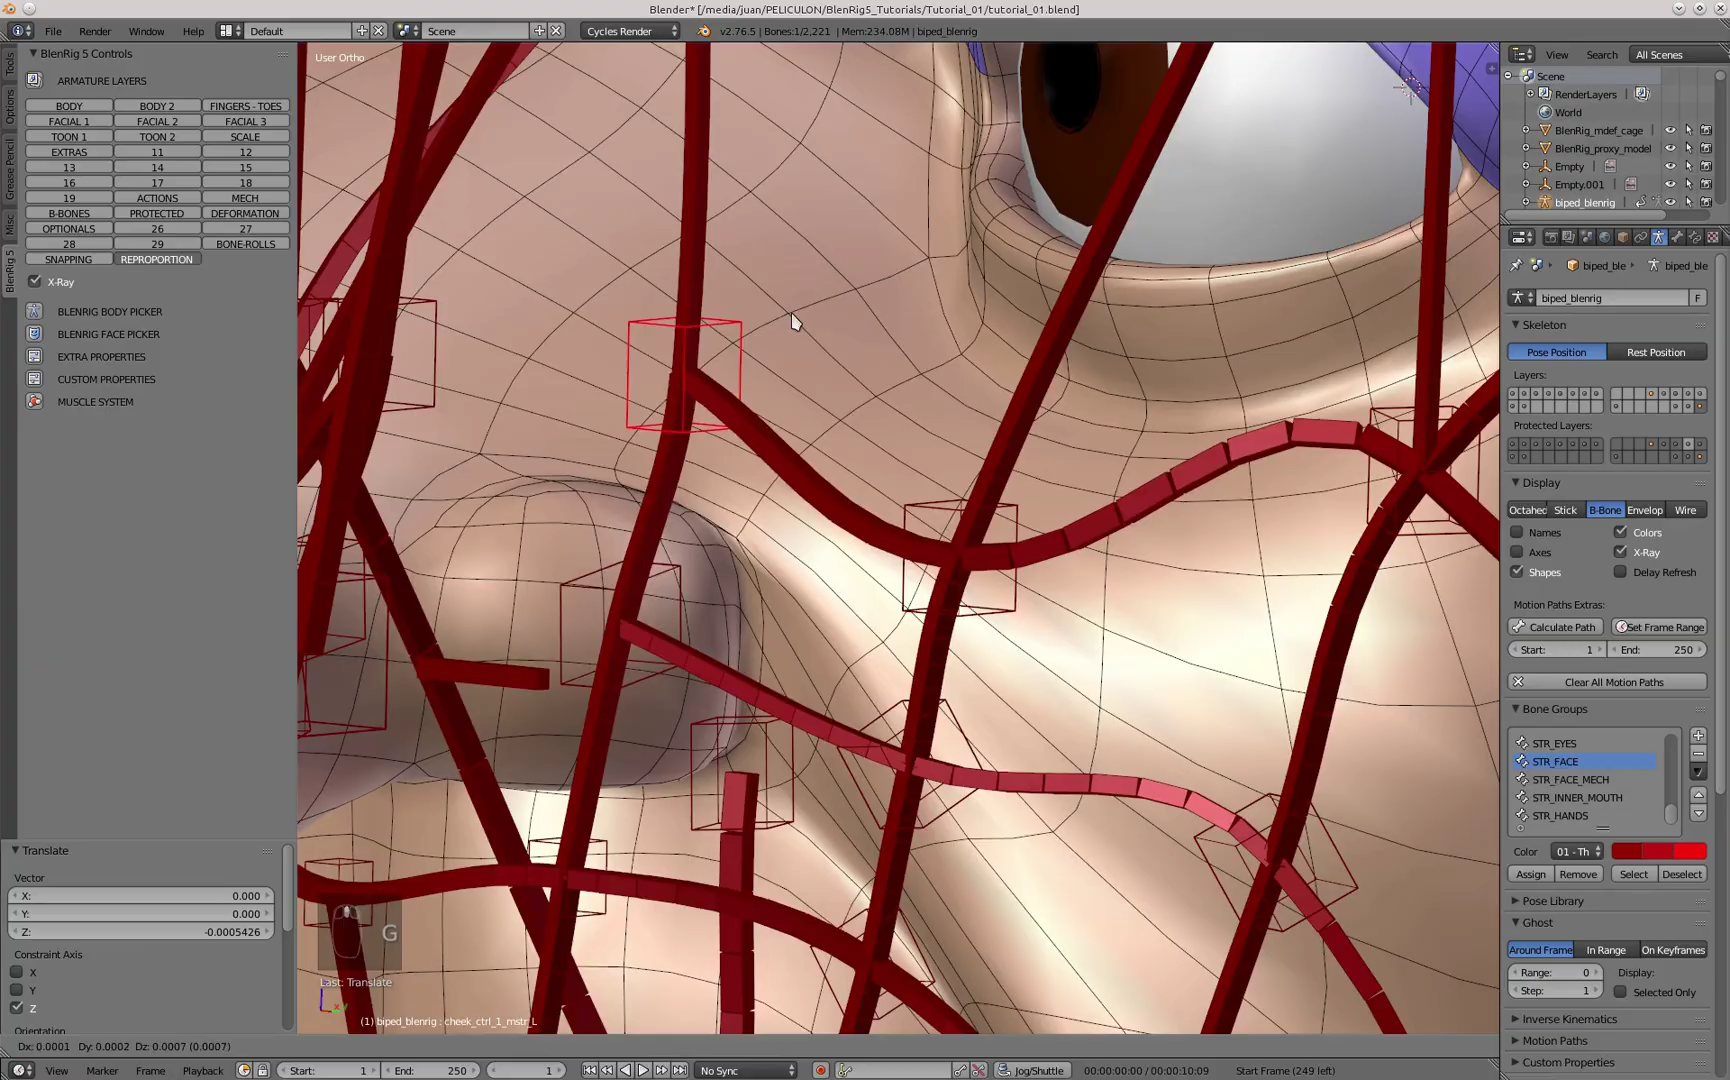 Blender* [/media/juan/PELICULON/BlenRig5_Tutorials/Tutorial_01/tutorial_01.blend]
File Render Window Help Default Scene Cycles Render v2.76.5 | Bones:1/2,221 | Mem:234.08M | biped_blenrig
View Search All Scenes
Tools
Options
Grease Pencil
Misc
BlenRig 5
BlenRig 5 Controls
ARMATURE LAYERS
BODY BODY 2 FINGERS - TOES
FACIAL 1 FACIAL 2 FACIAL 3
TOON 1 TOON 2 SCALE
EXTRAS 11 12
13 14 15
16 17 18
19 ACTIONS MECH
B-BONES PROTECTED DEFORMATION
OPTIONALS 26 27
28 29 BONE-ROLLS
SNAPPING REPROPORTION
X-Ray
BLENRIG BODY PICKER
BLENRIG FACE PICKER
EXTRA PROPERTIES
CUSTOM PROPERTIES
MUSCLE SYSTEM
Translate
Vector
X: 0.000
Y: 0.000
Z: -0.0005426
Constraint Axis
X
Y
Z
Orientation
User Ortho
G
Last: Translate
(1) biped_blenrig : cheek_ctrl_1_mstr_L
Scene
RenderLayers
World
BlenRig_mdef_cage
BlenRig_proxy_model
Empty
Empty.001
biped_blenrig
biped_ble biped_ble
biped_blenrig F
Skeleton
Pose Position Rest Position
Layers:
Protected Layers:
Display
Octahec Stick B-Bone Envelop Wire
Names Colors
Axes X-Ray
Shapes Delay Refresh
Motion Paths Extras:
Calculate Path Set Frame Range
Start: 1 End: 250
Clear All Motion Paths
Bone Groups
STR_EYES
STR_FACE
STR_FACE_MECH
STR_INNER_MOUTH
STR_HANDS
Color 01 - Th
Assign Remove Select Deselect
Pose Library
Ghost
Around Frame In Range On Keyframes
Range: 0 Display:
Step: 1 Selected Only
Inverse Kinematics
Motion Paths
Custom Properties
Dx: 0.0001 Dy: 0.0002 Dz: 0.0007 (0.0007)
View Marker Frame Playback Start: 1 End: 250 1 No Sync Jog/Shuttle 00:00:00:00 / 00:00:10:09 Start Frame (249 left)